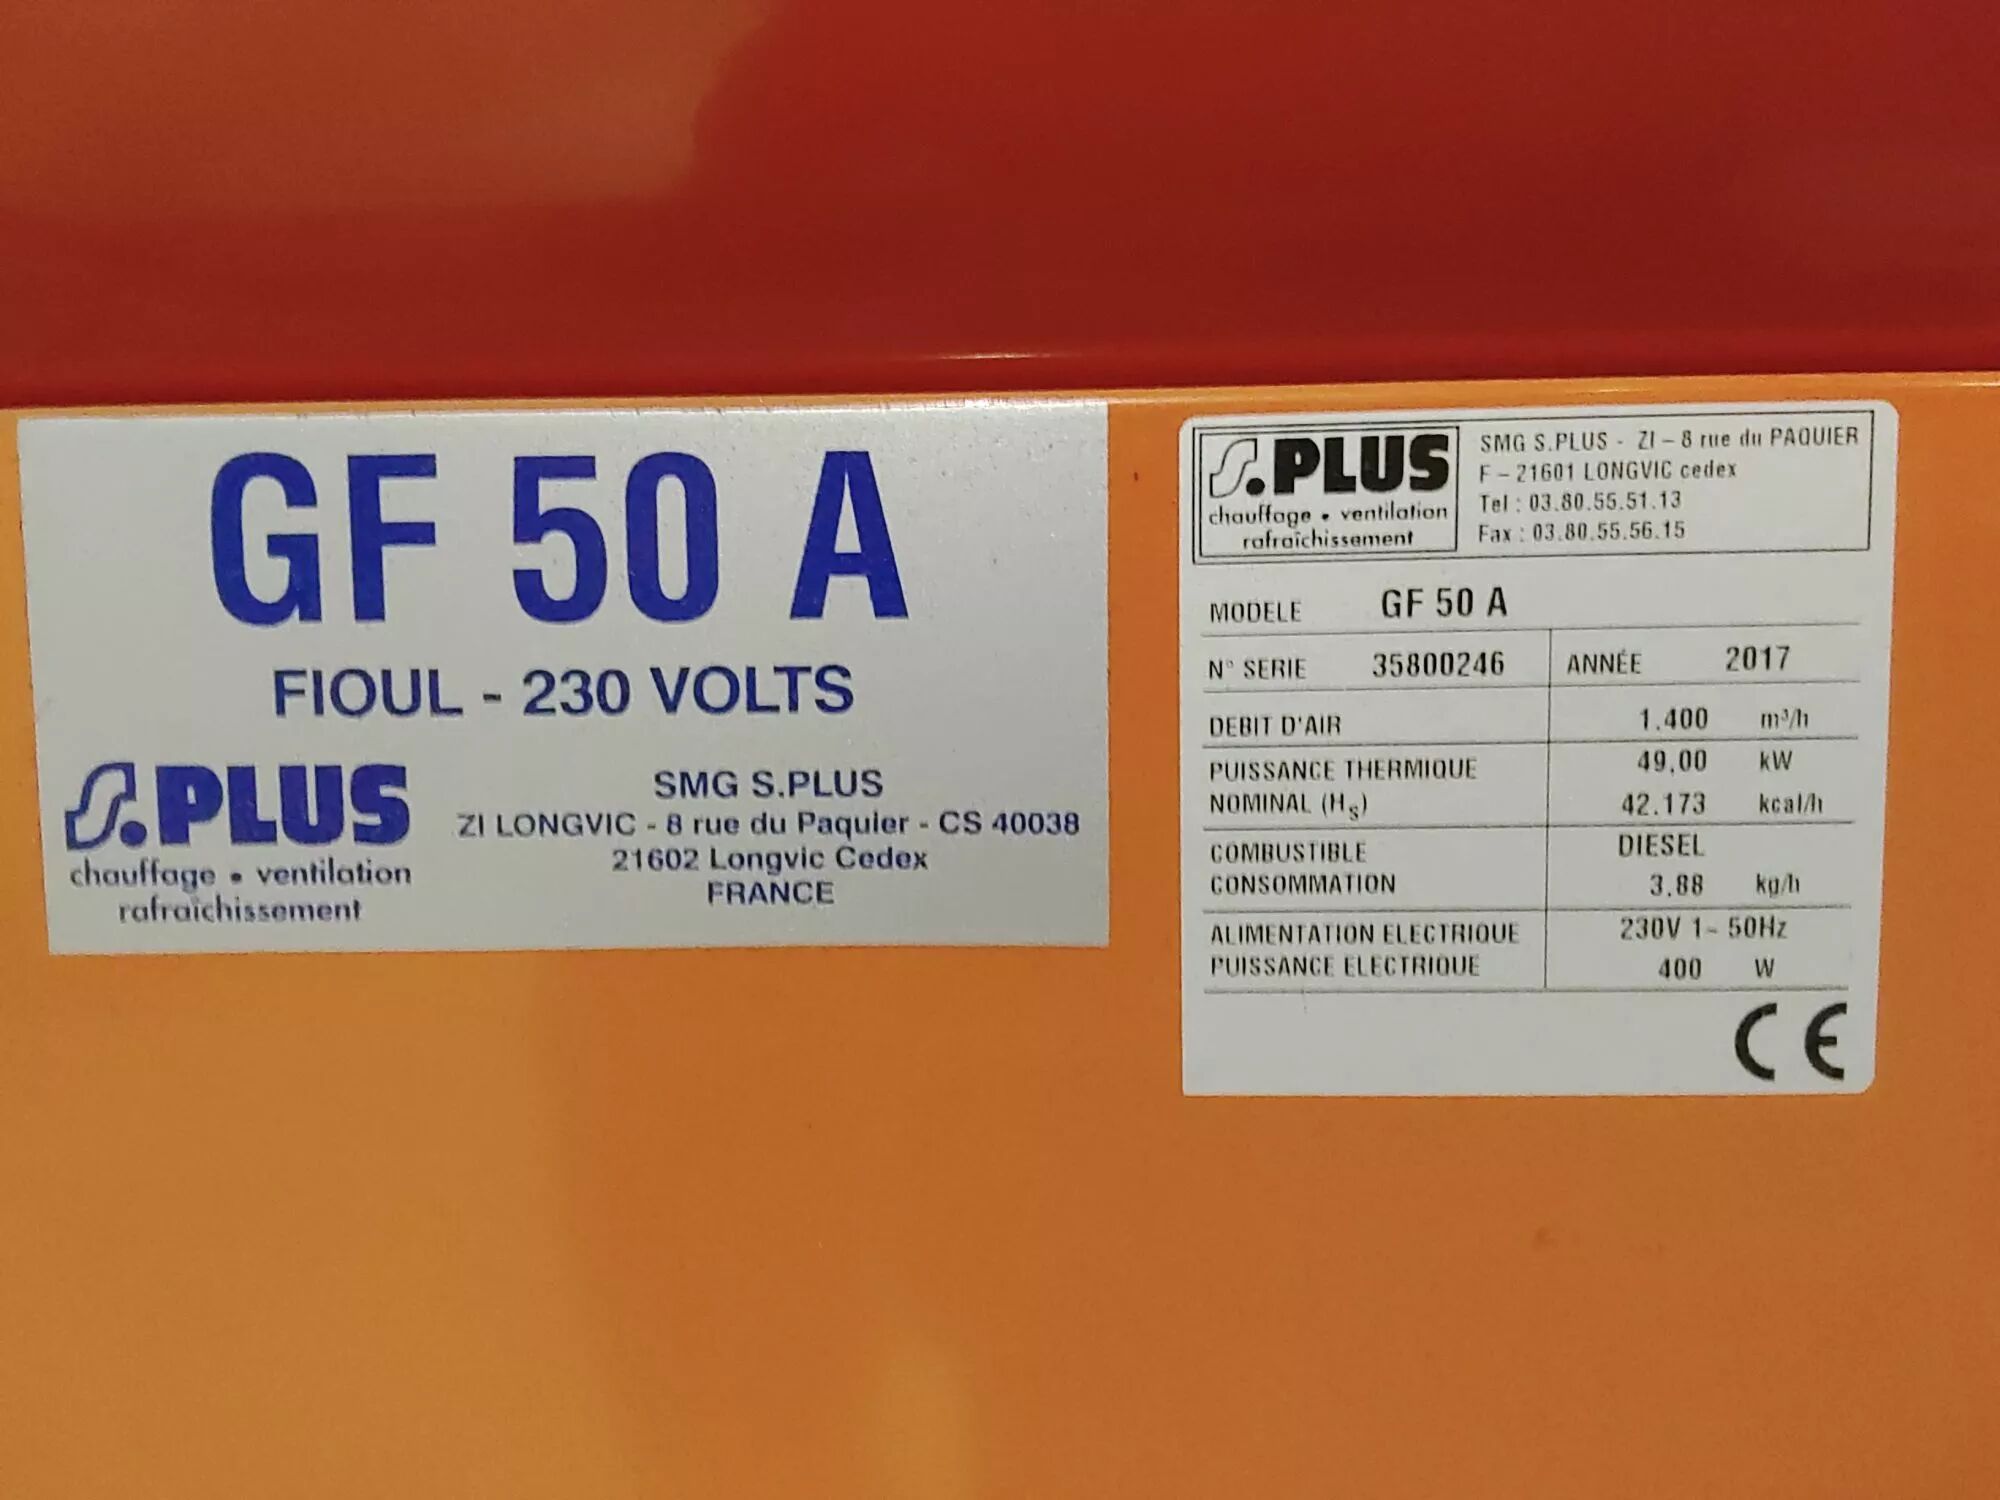 GF 50 A
FIOUL - 230 VOLTS
S.PLUS
chauffage • ventilation
rafraîchissement
SMG S.PLUS
ZI LONGVIC - 8 rue du Paquier - CS 40038
21602 Longvic Cedex
FRANCE
S.PLUS
chauffage • ventilation
rafraîchissement
SMG S.PLUS - ZI – 8 rue du PAQUIER
F – 21601 LONGVIC cedex
Tel : 03.80.55.51.13
Fax : 03.80.55.56.15
MODELE GF 50 A
N° SERIE 35800246 ANNÉE 2017
DEBIT D'AIR 1.400 m³/h
PUISSANCE THERMIQUE 49,00 kW
NOMINAL (Hs) 42.173 kcal/h
COMBUSTIBLE DIESEL
CONSOMMATION 3,88 kg/h
ALIMENTATION ELECTRIQUE 230V 1~ 50Hz
PUISSANCE ELECTRIQUE 400 W
CE